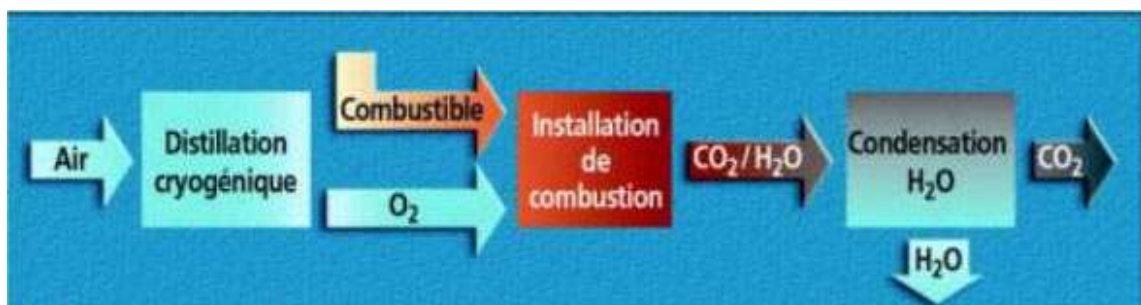 Air
Distillation
cryogénique
Combustible
O₂
Installation
de
combustion
CO₂/H₂O
Condensation
H₂O
CO₂
H₂O